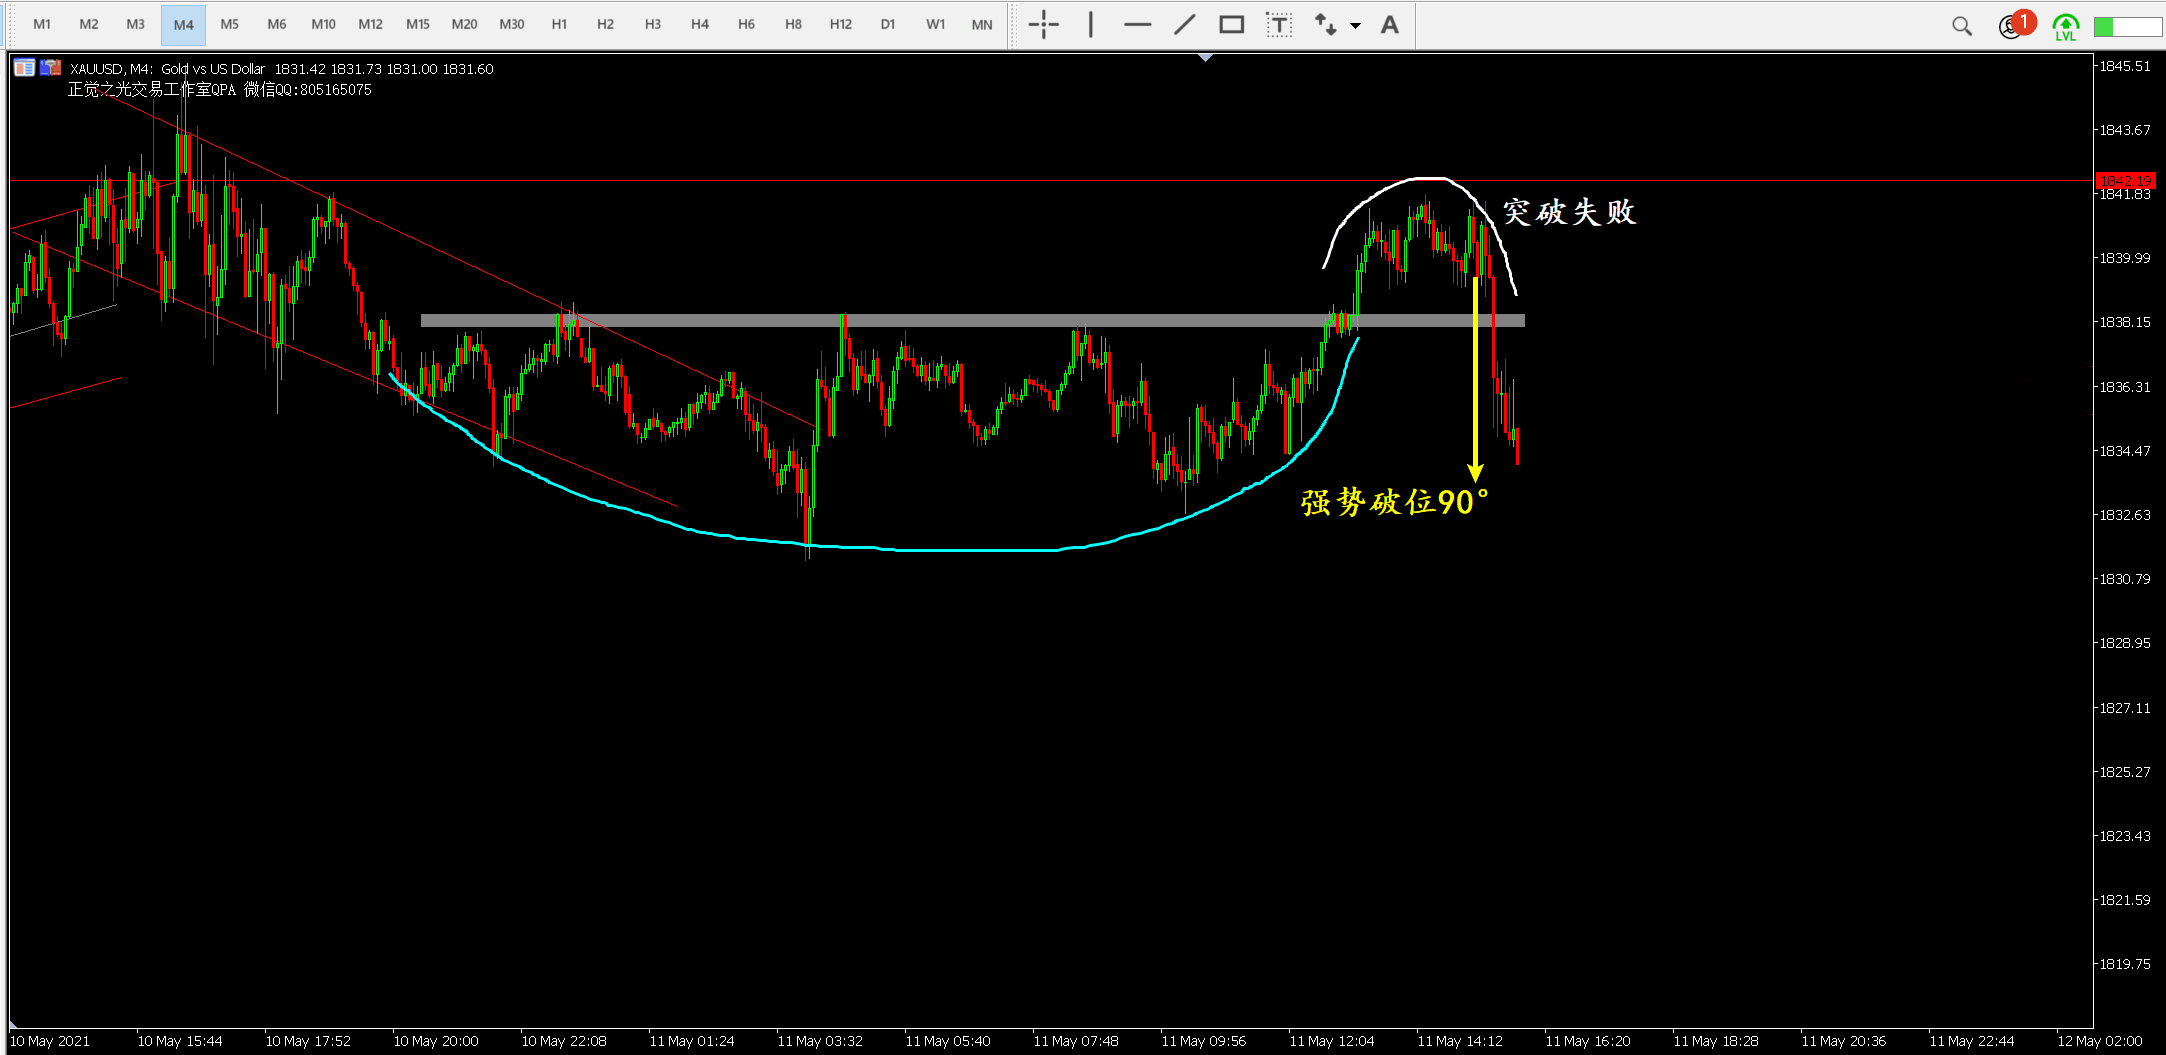 M1 M2 M3 M4 M5 M6 M10 M12 M15 M20 M30 H1 H2 H3 H4 H6 H8 H12 D1 W1 MN T A 1
LVL
XAUUSD, M4: Gold vs US Dollar 1831.42 1831.73 1831.00 1831.60
正觉之光交易工作室QPA 微信QQ:805165075
1845.51
1843.67
1842.19
1841.83
突破失败
1839.99
1838.15
1836.31
1834.47
强势破位90°
1832.63
1830.79
1828.95
1827.11
1825.27
1823.43
1821.59
1819.75
10 May 2021 10 May 15:44 10 May 17:52 10 May 20:00 10 May 22:08 11 May 01:24 11 May 03:32 11 May 05:40 11 May 07:48 11 May 09:56 11 May 12:04 11 May 14:12 11 May 16:20 11 May 18:28 11 May 20:36 11 May 22:44 12 May 02:00